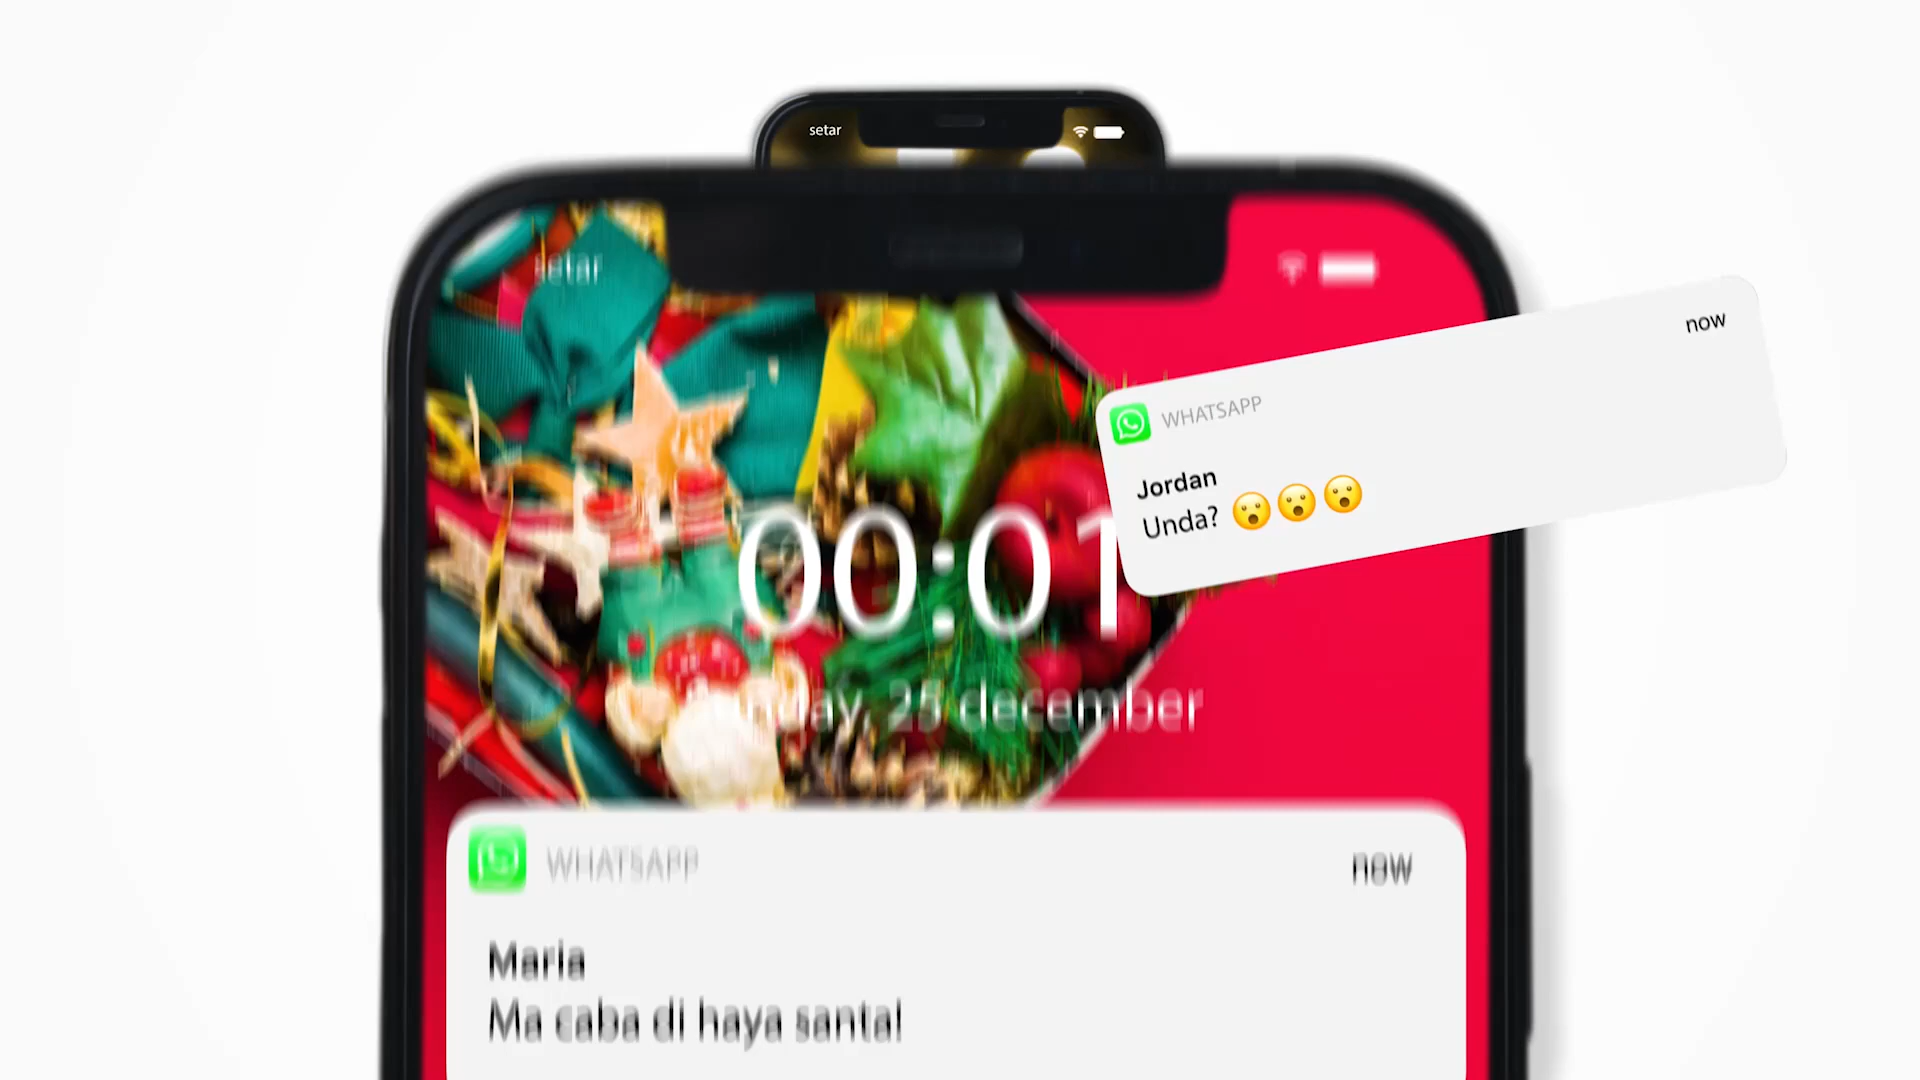 setar
setar
now
WHATSAPP
Jordan
Unda? 😮😮😮
00:01
25 december
WHATSAPP
now
Maria
Ma caba di haya santa!